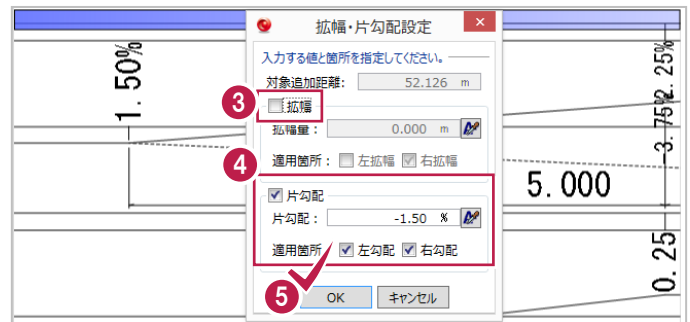 拡幅・片勾配設定
入力する値と箇所を指定してください。
対象追加距離： 52.126 m
3 拡幅
拡幅量： 0.000 m
適用箇所： 左拡幅 右拡幅
4
片勾配
片勾配： -1.50 %
適用箇所 左勾配 右勾配
5 OK キャンセル
1.50%
2.25%
-3.75%
5.000
0.25